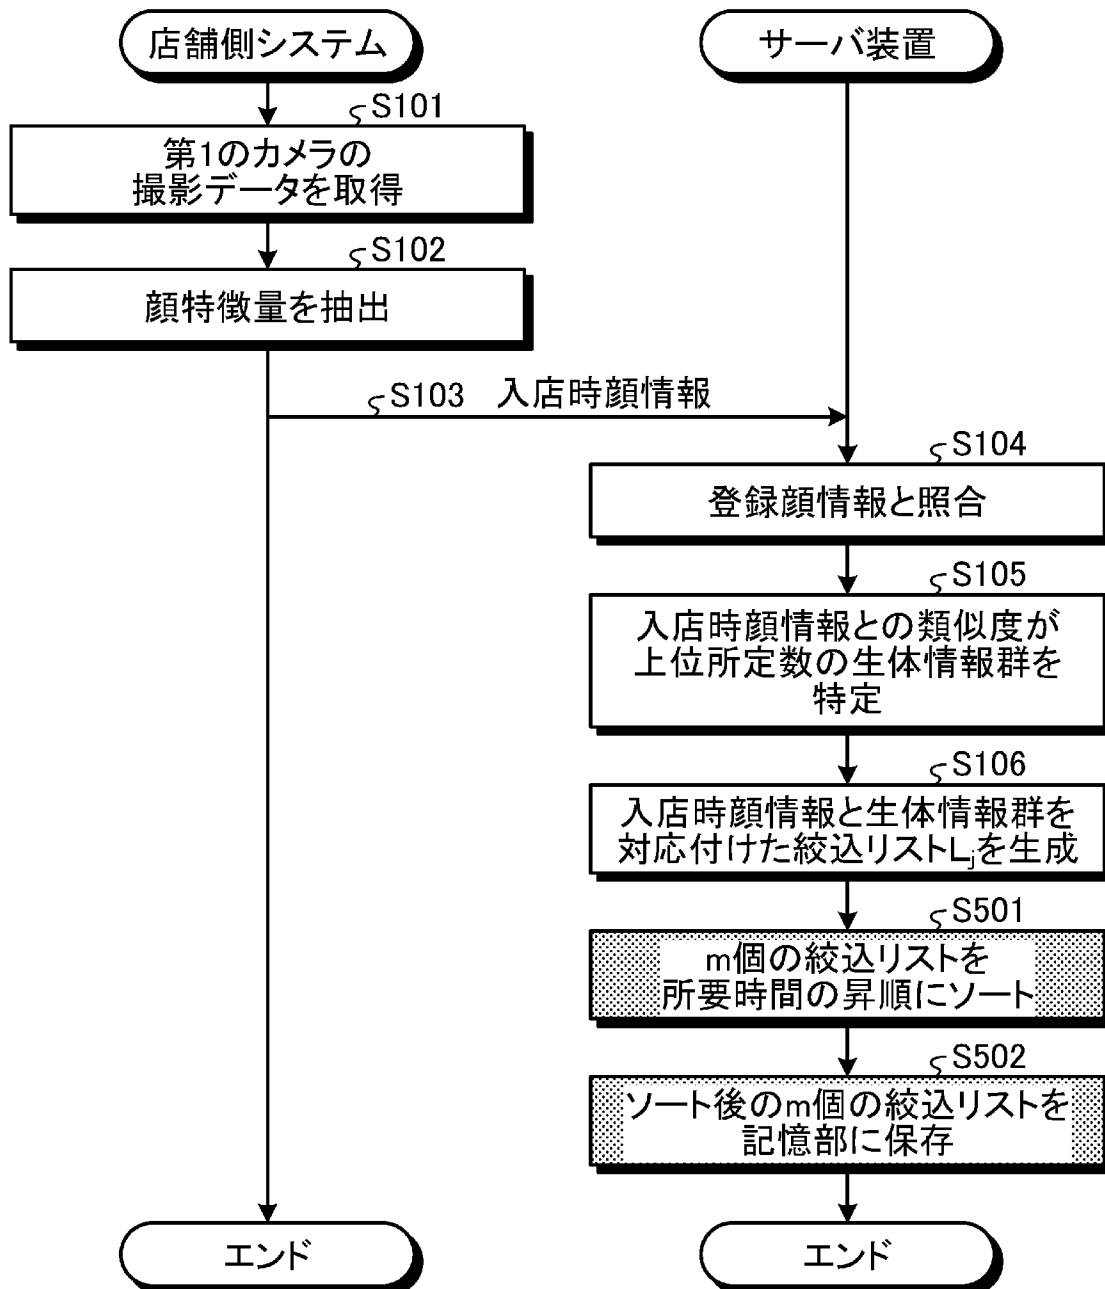 店舗側システム
サーバ装置
S101
第1のカメラの
撮影データを取得
S102
顔特徴量を抽出
S103 入店時顔情報
S104
登録顔情報と照合
S105
入店時顔情報との類似度が
上位所定数の生体情報群を
特定
S106
入店時顔情報と生体情報群を
対応付けた絞込リストLjを生成
S501
m個の絞込リストを
所要時間の昇順にソート
S502
ソート後のm個の絞込リストを
記憶部に保存
エンド
エンド